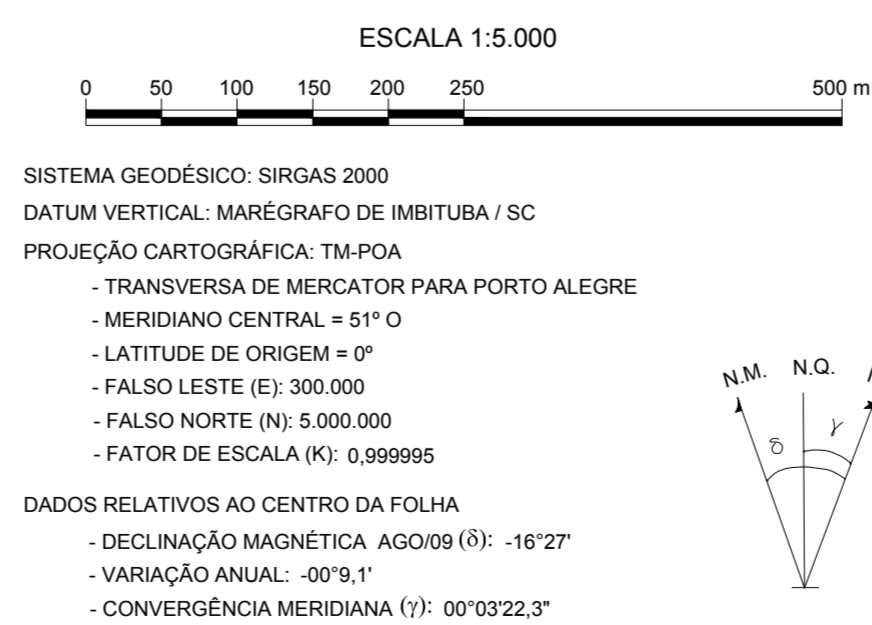 ESCALA 1:5.000
0 50 100 150 200 250 500 m
SISTEMA GEODÉSICO: SIRGAS 2000
DATUM VERTICAL: MARÉGRAFO DE IMBITUBA / SC
PROJEÇÃO CARTOGRÁFICA: TM-POA
- TRANSVERSA DE MERCATOR PARA PORTO ALEGRE
- MERIDIANO CENTRAL = 51º O
- LATITUDE DE ORIGEM = 0º
- FALSO LESTE (E): 300.000
- FALSO NORTE (N): 5.000.000
- FATOR DE ESCALA (K): 0,999995
N.M. N.Q.
δ γ
DADOS RELATIVOS AO CENTRO DA FOLHA
- DECLINAÇÃO MAGNÉTICA AGO/09 (δ): -16°27'
- VARIAÇÃO ANUAL: -00°9,1'
- CONVERGÊNCIA MERIDIANA (γ): 00°03'22,3"